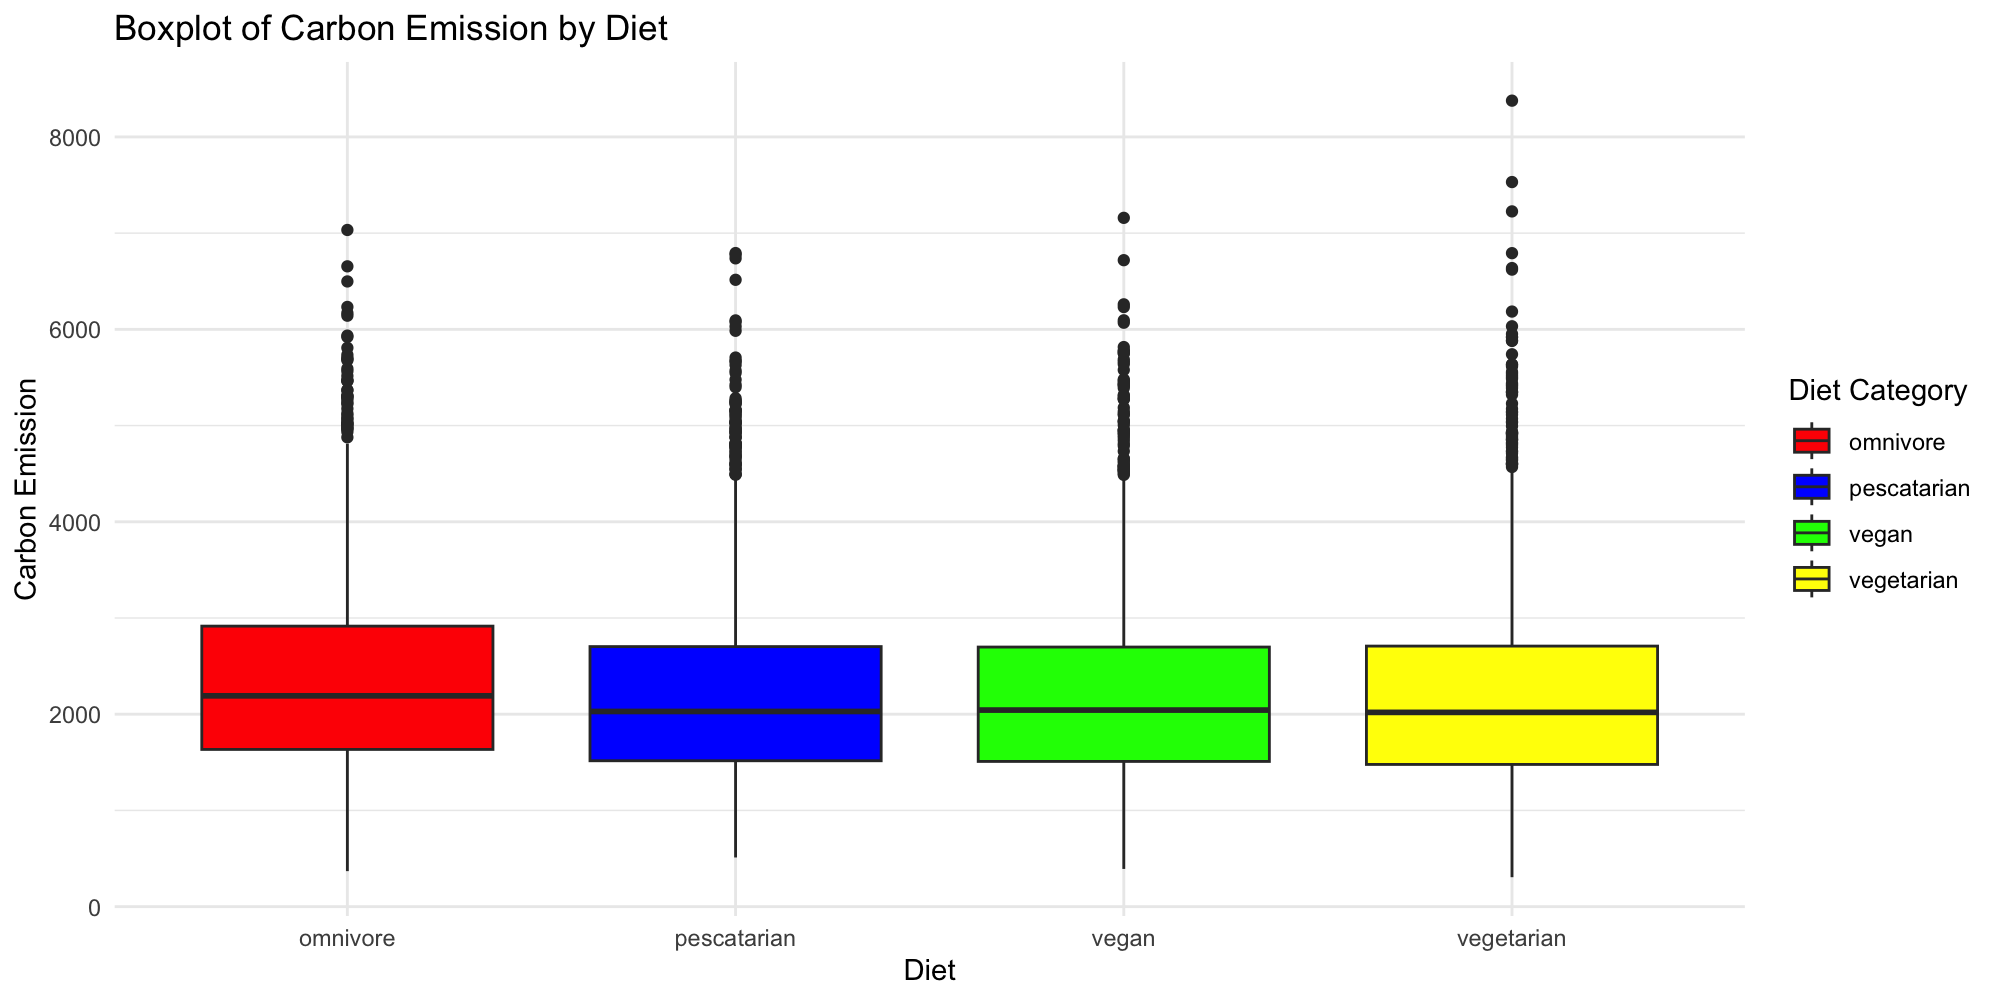 Boxplot of Carbon Emission by Diet
8000
6000
4000
2000
0
Carbon Emission
omnivore
pescatarian
vegan
vegetarian
Diet
Diet Category
omnivore
pescatarian
vegan
vegetarian